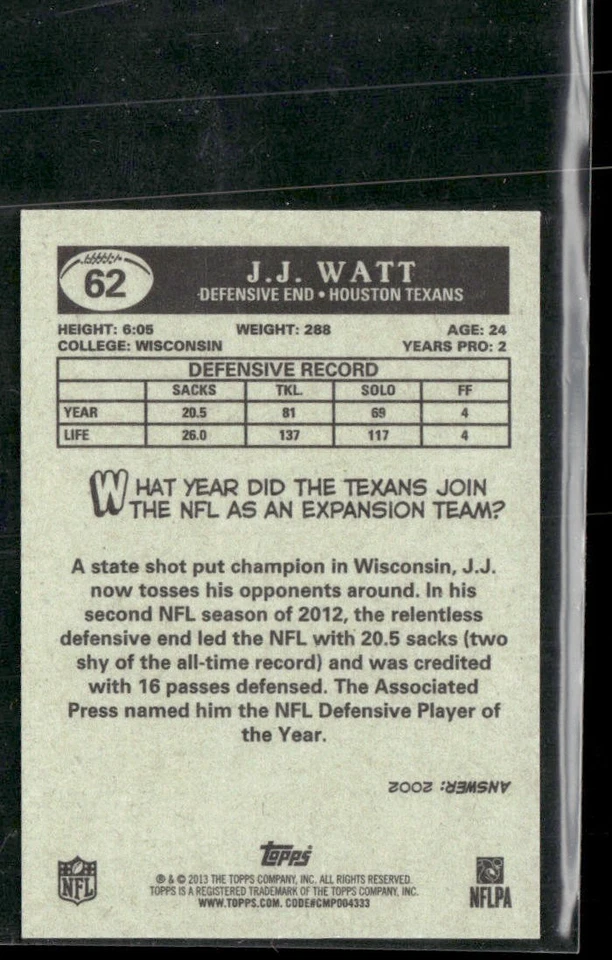 62
J.J. WATT
DEFENSIVE END • HOUSTON TEXANS
HEIGHT: 6:05 WEIGHT: 288 AGE: 24
COLLEGE: WISCONSIN YEARS PRO: 2
DEFENSIVE RECORD
SACKS TKL. SOLO FF
YEAR 20.5 81 69 4
LIFE 26.0 137 117 4
WHAT YEAR DID THE TEXANS JOIN
THE NFL AS AN EXPANSION TEAM?
A state shot put champion in Wisconsin, J.J.
now tosses his opponents around. In his
second NFL season of 2012, the relentless
defensive end led the NFL with 20.5 sacks (two
shy of the all-time record) and was credited
with 16 passes defensed. The Associated
Press named him the NFL Defensive Player of
the Year.
ANSWER: 2002
Topps
® & © 2013 THE TOPPS COMPANY, INC. ALL RIGHTS RESERVED.
TOPPS IS A REGISTERED TRADEMARK OF THE TOPPS COMPANY, INC.
WWW.TOPPS.COM. CODE#CMP004333
NFL
NFLPA